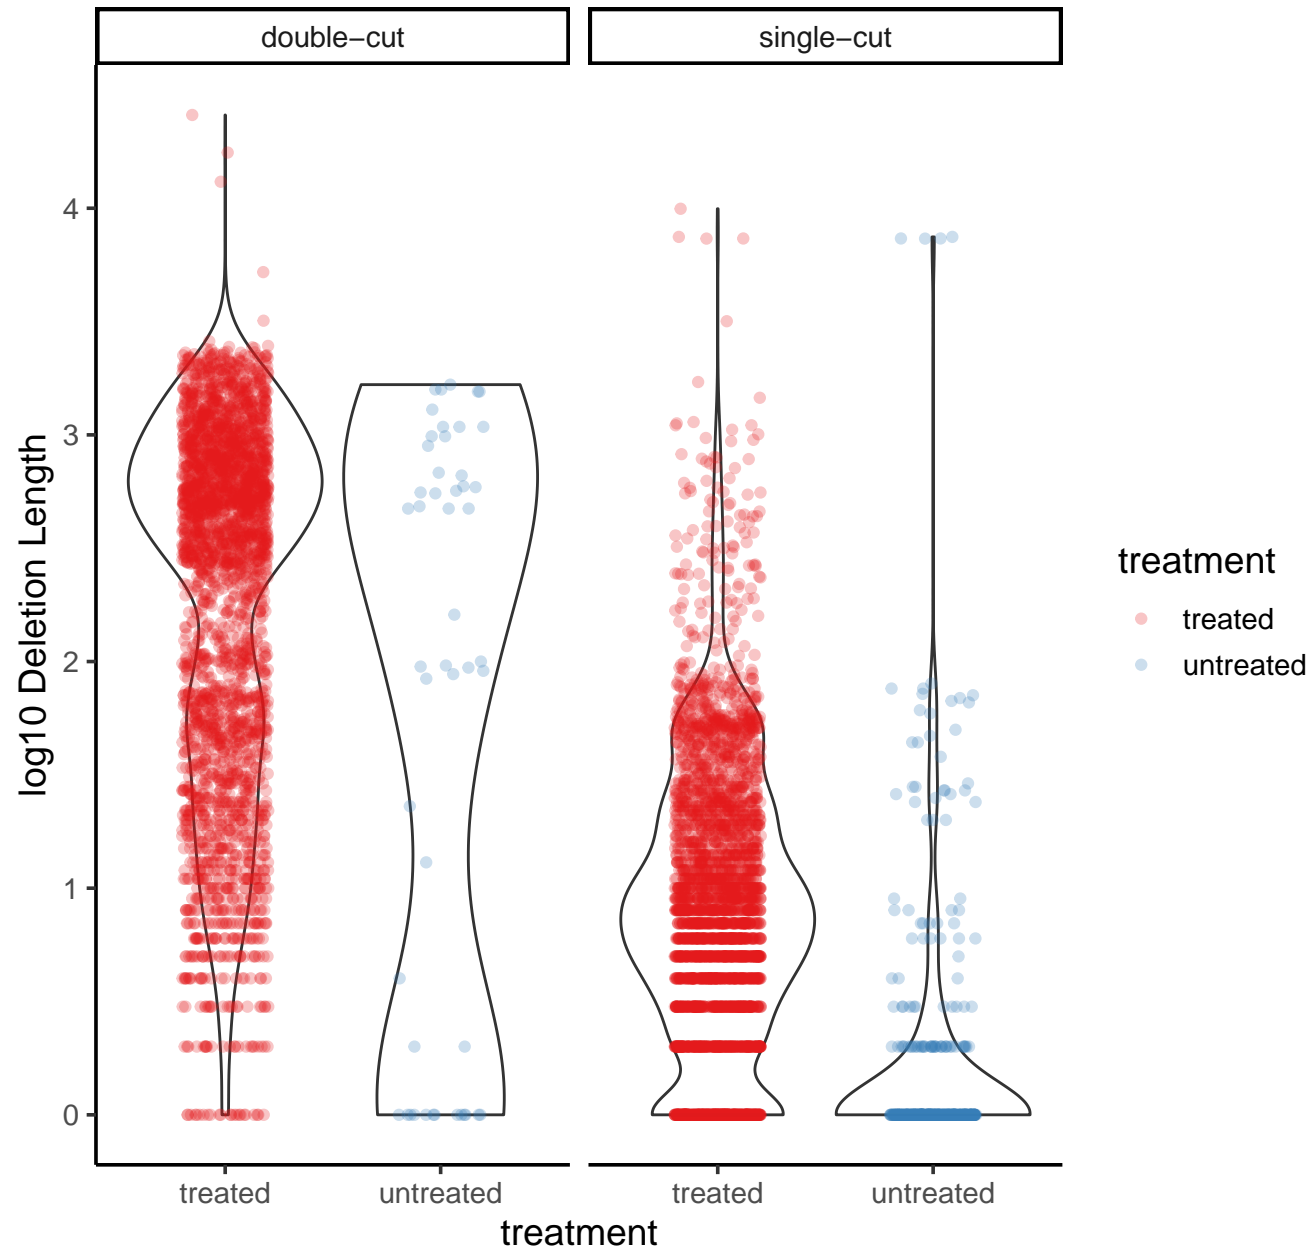 double−cut
single−cut
4
3
2
1
0
log10 Deletion Length
treated
untreated
treated
untreated
treatment
treatment
treated
untreated